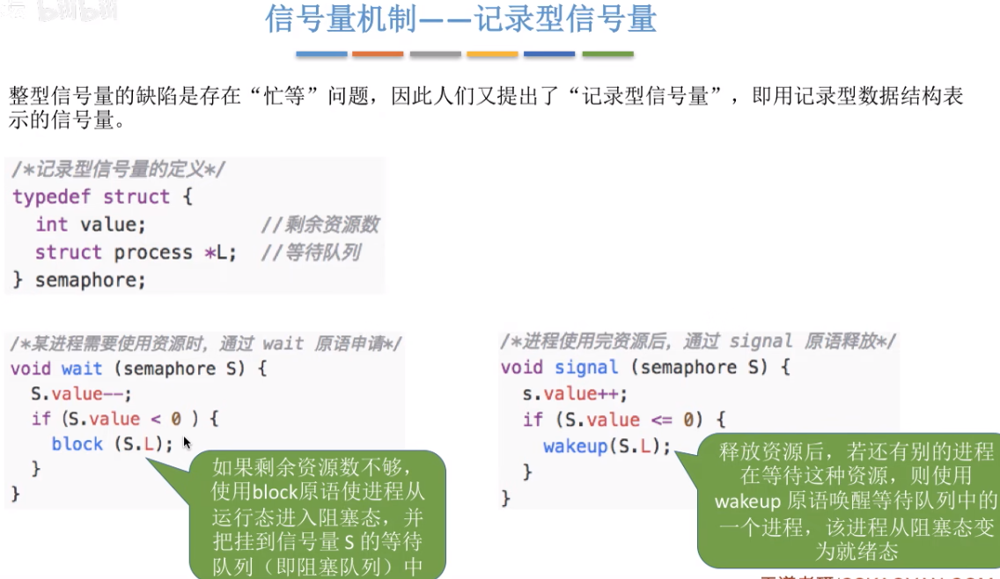 bilibili
信号量机制——记录型信号量
整型信号量的缺陷是存在“忙等”问题，因此人们又提出了“记录型信号量”，即用记录型数据结构表
示的信号量。
/*记录型信号量的定义*/
typedef struct {
int value; //剩余资源数
struct process *L; //等待队列
} semaphore;
/*某进程需要使用资源时，通过 wait 原语申请*/
void wait (semaphore S) {
S.value--;
if (S.value < 0 ) {
block (S.L);
}
}
如果剩余资源数不够，
使用block原语使进程从
运行态进入阻塞态，并
把挂到信号量 S 的等待
队列（即阻塞队列）中
/*进程使用完资源后，通过 signal 原语释放*/
void signal (semaphore S) {
s.value++;
if (S.value <= 0) {
wakeup(S.L);
}
}
释放资源后，若还有别的进程
在等待这种资源，则使用
wakeup 原语唤醒等待队列中的
一个进程，该进程从阻塞态变
为就绪态